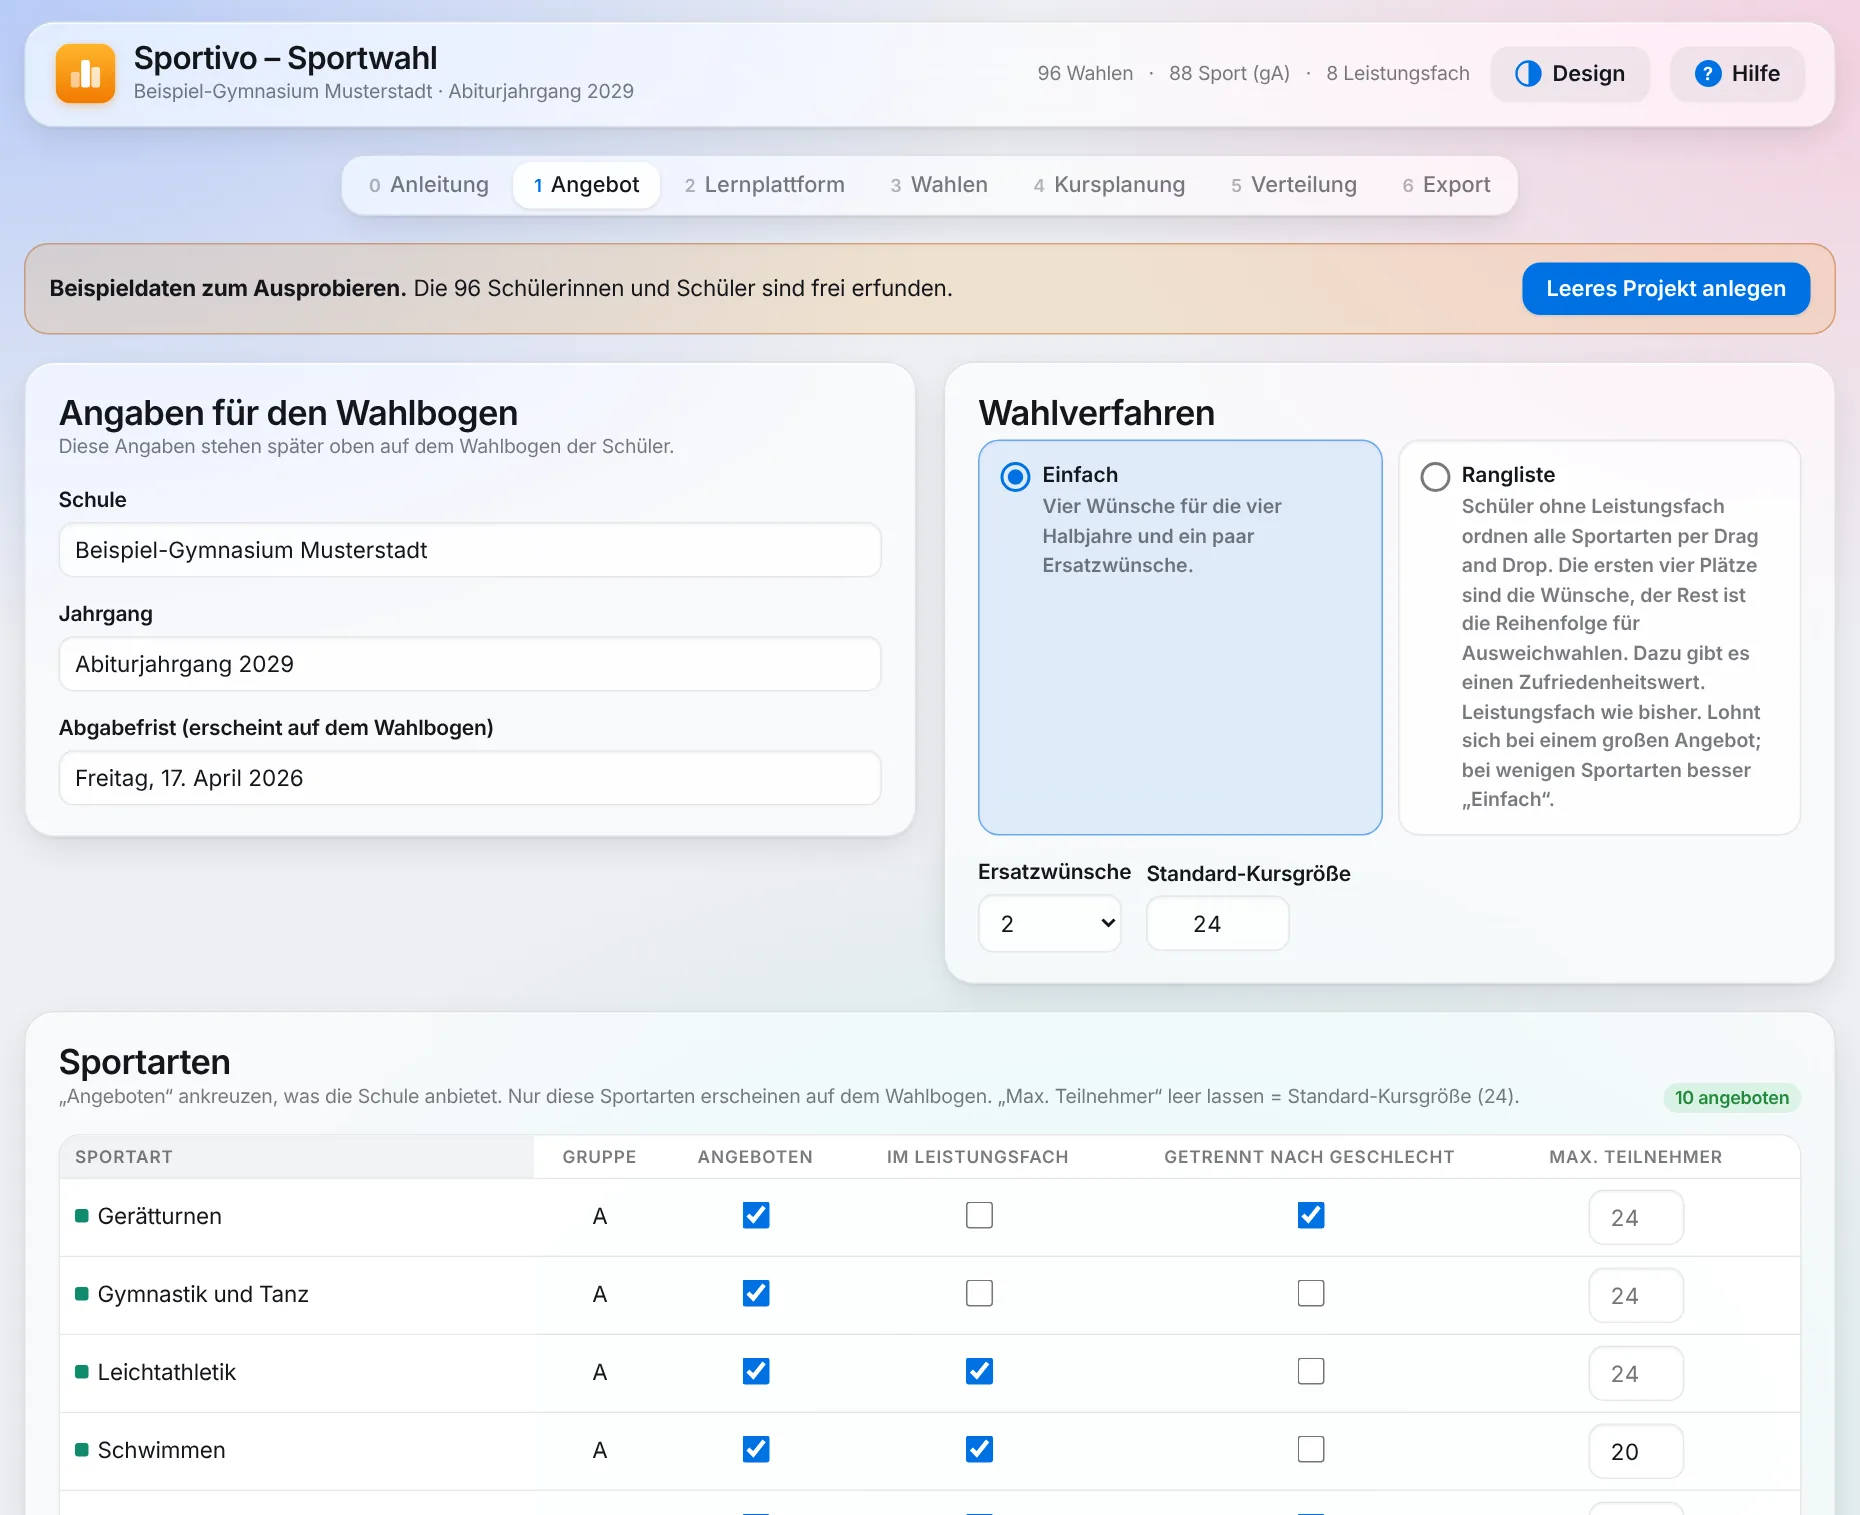 Sportivo – Sportwahl
Beispiel-Gymnasium Musterstadt · Abiturjahrgang 2029
96 Wahlen · 88 Sport (gA) · 8 Leistungsfach
Design
? Hilfe
0 Anleitung
1 Angebot
2 Lernplattform
3 Wahlen
4 Kursplanung
5 Verteilung
6 Export
Beispieldaten zum Ausprobieren. Die 96 Schülerinnen und Schüler sind frei erfunden.
Leeres Projekt anlegen
Angaben für den Wahlbogen
Diese Angaben stehen später oben auf dem Wahlbogen der Schüler.
Schule
Beispiel-Gymnasium Musterstadt
Jahrgang
Abiturjahrgang 2029
Abgabefrist (erscheint auf dem Wahlbogen)
Freitag, 17. April 2026
Wahlverfahren
Einfach
Vier Wünsche für die vier
Halbjahre und ein paar
Ersatzwünsche.
Rangliste
Schüler ohne Leistungsfach
ordnen alle Sportarten per Drag
and Drop. Die ersten vier Plätze
sind die Wünsche, der Rest ist
die Reihenfolge für
Ausweichwahlen. Dazu gibt es
einen Zufriedenheitswert.
Leistungsfach wie bisher. Lohnt
sich bei einem großen Angebot;
bei wenigen Sportarten besser
„Einfach“.
Ersatzwünsche
2
Standard-Kursgröße
24
Sportarten
„Angeboten“ ankreuzen, was die Schule anbietet. Nur diese Sportarten erscheinen auf dem Wahlbogen. „Max. Teilnehmer“ leer lassen = Standard-Kursgröße (24).
10 angeboten
SPORTART GRUPPE ANGEBOTEN IM LEISTUNGSFACH GETRENNT NACH GESCHLECHT MAX. TEILNEHMER
Gerätturnen A 24
Gymnastik und Tanz A 24
Leichtathletik A 24
Schwimmen A 20